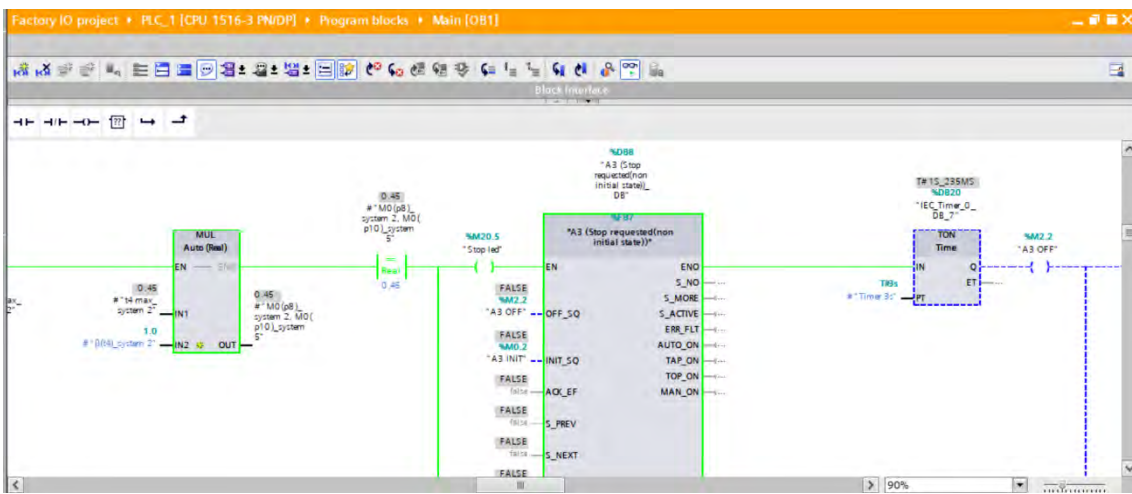 Factory IO project ▸ PLC_1 [CPU 1516-3 PN/DP] ▸ Program blocks ▸ Main [OB1]
Block interface
%DB8
"A3 (Stop
requested(non
initial state))_
DB"
T#1S_235MS
%DB20
"IEC_Timer_0_
DB_7"
0.45
#"M0(p8)_
system 2, M0(
p10)_system
5"
%FB7
"A3 (Stop requested(non
initial state))"
MUL
Auto (Real)
%M20.5
"Stop led"
TON
Time
%M2.2
"A3 OFF"
EN
ENO
Real
0.45
EN
ENO
IN
Q
S_NO
T#3s
ET
0.45
#"t4 max_
system 2"
IN1
0.45
#"M0(p8)_
system 2, M0(
p10)_system
5"
FALSE
%M2.2
"A3 OFF"
OFF_SQ
S_MORE
#"Timer 3s"
PT
S_ACTIVE
1.0
IN2
OUT
FALSE
%M0.2
"A3 INIT"
INIT_SQ
ERR_FLT
AUTO_ON
TAP_ON
TOP_ON
MAN_ON
FALSE
false
ACK_EF
FALSE
false
S_PREV
FALSE
false
S_NEXT
FALSE
90%